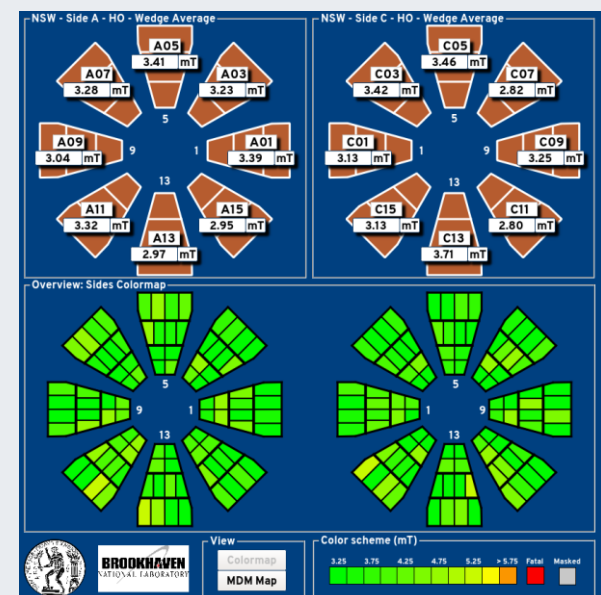 NSW - Side A - HO - Wedge Average
A05
3.41 mT
A07
3.28 mT
A03
3.23 mT
5
A09
3.04 mT
9
1
A01
3.39 mT
13
A11
3.32 mT
A15
2.95 mT
A13
2.97 mT
NSW - Side C - HO - Wedge Average
C05
3.46 mT
C03
3.42 mT
C07
2.82 mT
5
C01
3.13 mT
1
9
C09
3.25 mT
13
C15
3.13 mT
C11
2.80 mT
C13
3.71 mT
Overview: Sides Colormap
5
9
1
13
5
1
9
13
BROOKHAVEN
NATIONAL LABORATORY
View
Colormap
MDM Map
Color scheme (mT)
3.25 3.75 4.25 4.75 5.25 > 5.75 Fatal Masked